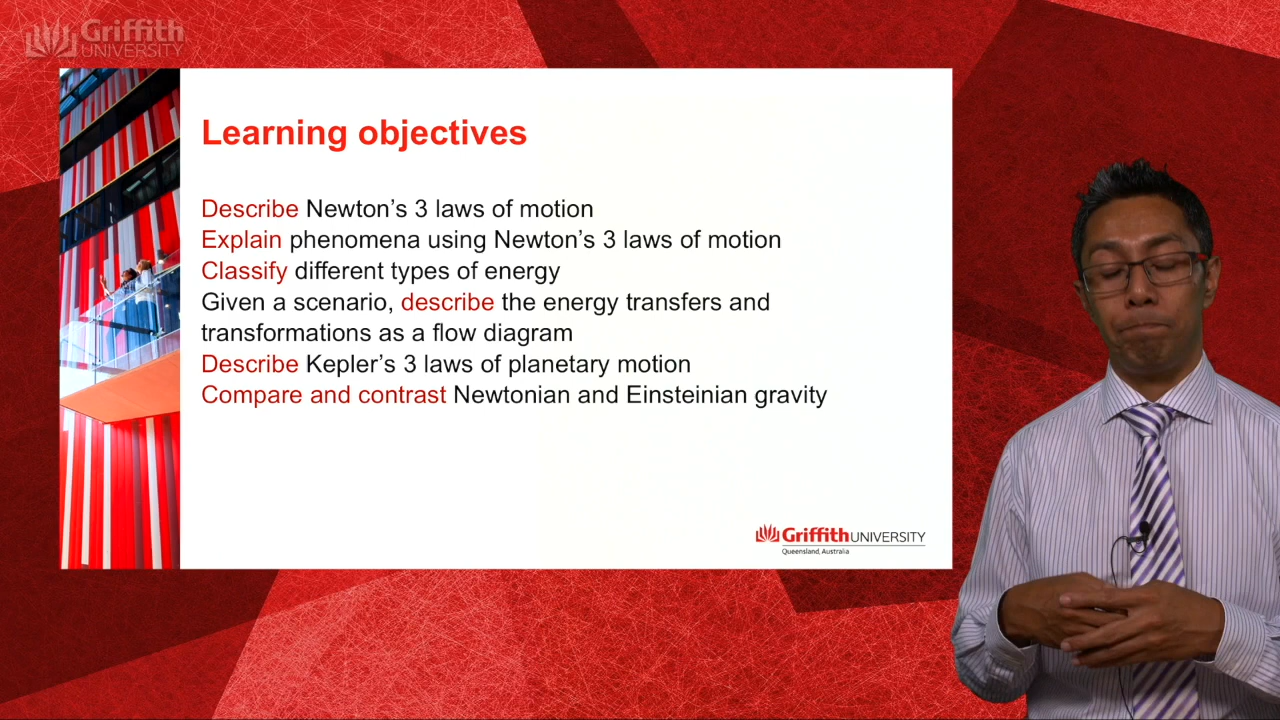 Griffith
UNIVERSITY
Learning objectives
Describe Newton’s 3 laws of motion
Explain phenomena using Newton’s 3 laws of motion
Classify different types of energy
Given a scenario, describe the energy transfers and
transformations as a flow diagram
Describe Kepler’s 3 laws of planetary motion
Compare and contrast Newtonian and Einsteinian gravity
Griffith UNIVERSITY
Queensland, Australia